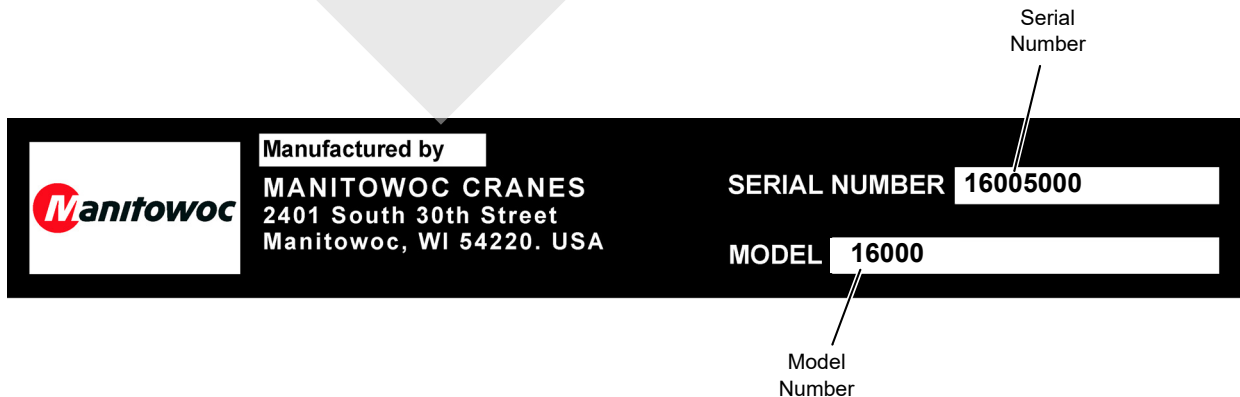 Serial
Number
Manitowoc
Manufactured by
MANITOWOC CRANES
2401 South 30th Street
Manitowoc, WI 54220. USA
SERIAL NUMBER 16005000
MODEL 16000
Model
Number